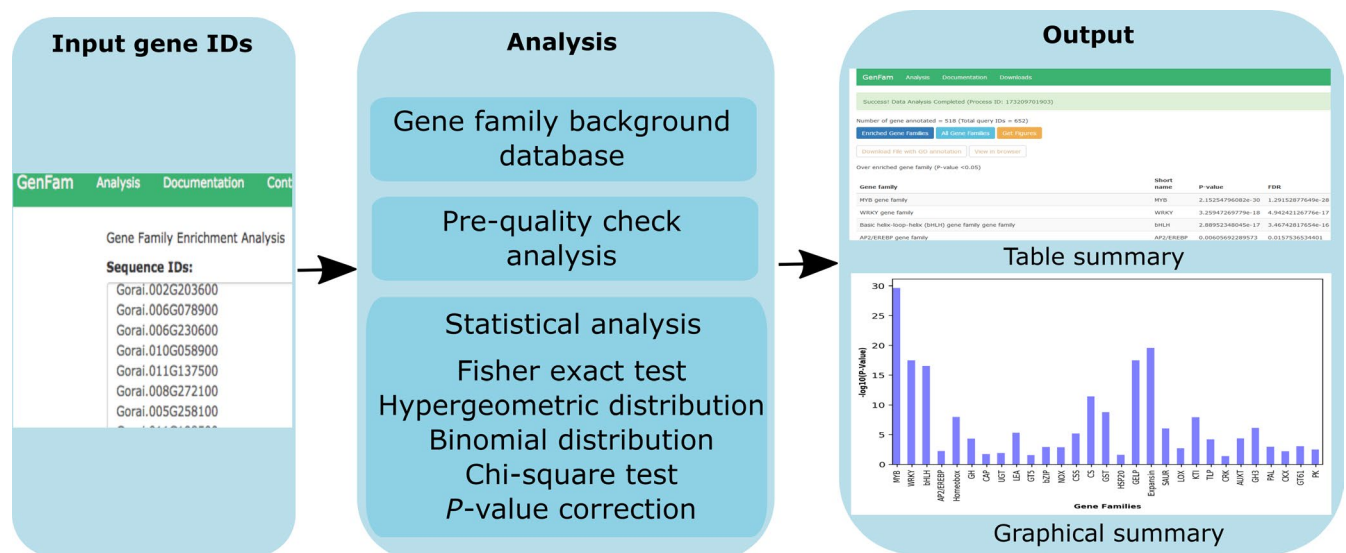 Input gene IDs
GenFam Analysis Documentation Cont
Gene Family Enrichment Analysis
Sequence IDs:
Gorai.002G203600
Gorai.006G078900
Gorai.006G230600
Gorai.010G058900
Gorai.011G137500
Gorai.008G272100
Gorai.005G258100
Analysis
Gene family background
database
Pre-quality check
analysis
Statistical analysis
Fisher exact test
Hypergeometric distribution
Binomial distribution
Chi-square test
P-value correction
Output
GenFam Analysis Documentation Downloads
Success! Data Analysis Completed (Process ID: 173209701903)
Number of gene annotated = 518 (Total query IDs = 652)
Enriched Gene Families All Gene Families Get Figures
Download File with GO annotation View in Browser
Over enriched gene family (P-value <0.05)
Gene family Short name P-value FDR
MYB gene family MYB 2.15254796082e-30 1.29152877649e-28
WRKY gene family WRKY 3.25947269779e-18 4.94242126776e-17
Basic helix-loop-helix (bHLH) gene family gene family bHLH 2.88952348045e-17 3.46742817654e-16
AP2/EREBP gene family AP2/EREBP 0.00605692289573 0.0157536534401
Table summary
-log10(P-Value)
30
25
20
15
10
5
0
MYB
WRKY
bHLH
AP2/EREBP
Homeobox
GH
CAP
UGT
LEA
GT5
bZIP
NOX
CSS
CS
GST
HSP20
GELP
Expansin
SAUR
LOX
KTI
TLP
CRK
AUXT
GH3
PAL
CKX
GT61
PK
Gene Families
Graphical summary